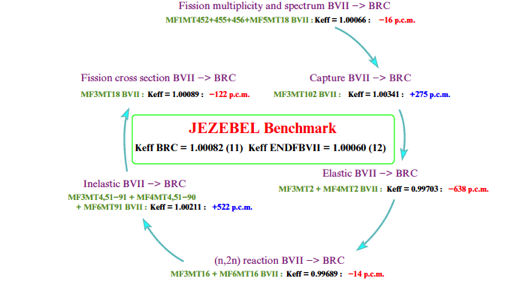 Fission multiplicity and spectrum BVII −> BRC
MF1MT452+455+456+MF5MT18 BVII : Keff = 1.00066 : −16 p.c.m.
Fission cross section BVII −> BRC
MF3MT18 BVII : Keff = 1.00089 : −122 p.c.m.
Capture BVII −> BRC
MF3MT102 BVII : Keff = 1.00341 : +275 p.c.m.
JEZEBEL Benchmark
Keff BRC = 1.00082 (11) Keff ENDFBVII = 1.00060 (12)
Inelastic BVII −> BRC
MF3MT4,51−91 + MF4MT4,51−90
+ MF6MT91 BVII : Keff = 1.00211 : +522 p.c.m.
Elastic BVII −> BRC
MF3MT2 + MF4MT2 BVII : Keff = 0.99703 : −638 p.c.m.
(n,2n) reaction BVII −> BRC
MF3MT16 + MF6MT16 BVII : Keff = 0.99689 : −14 p.c.m.